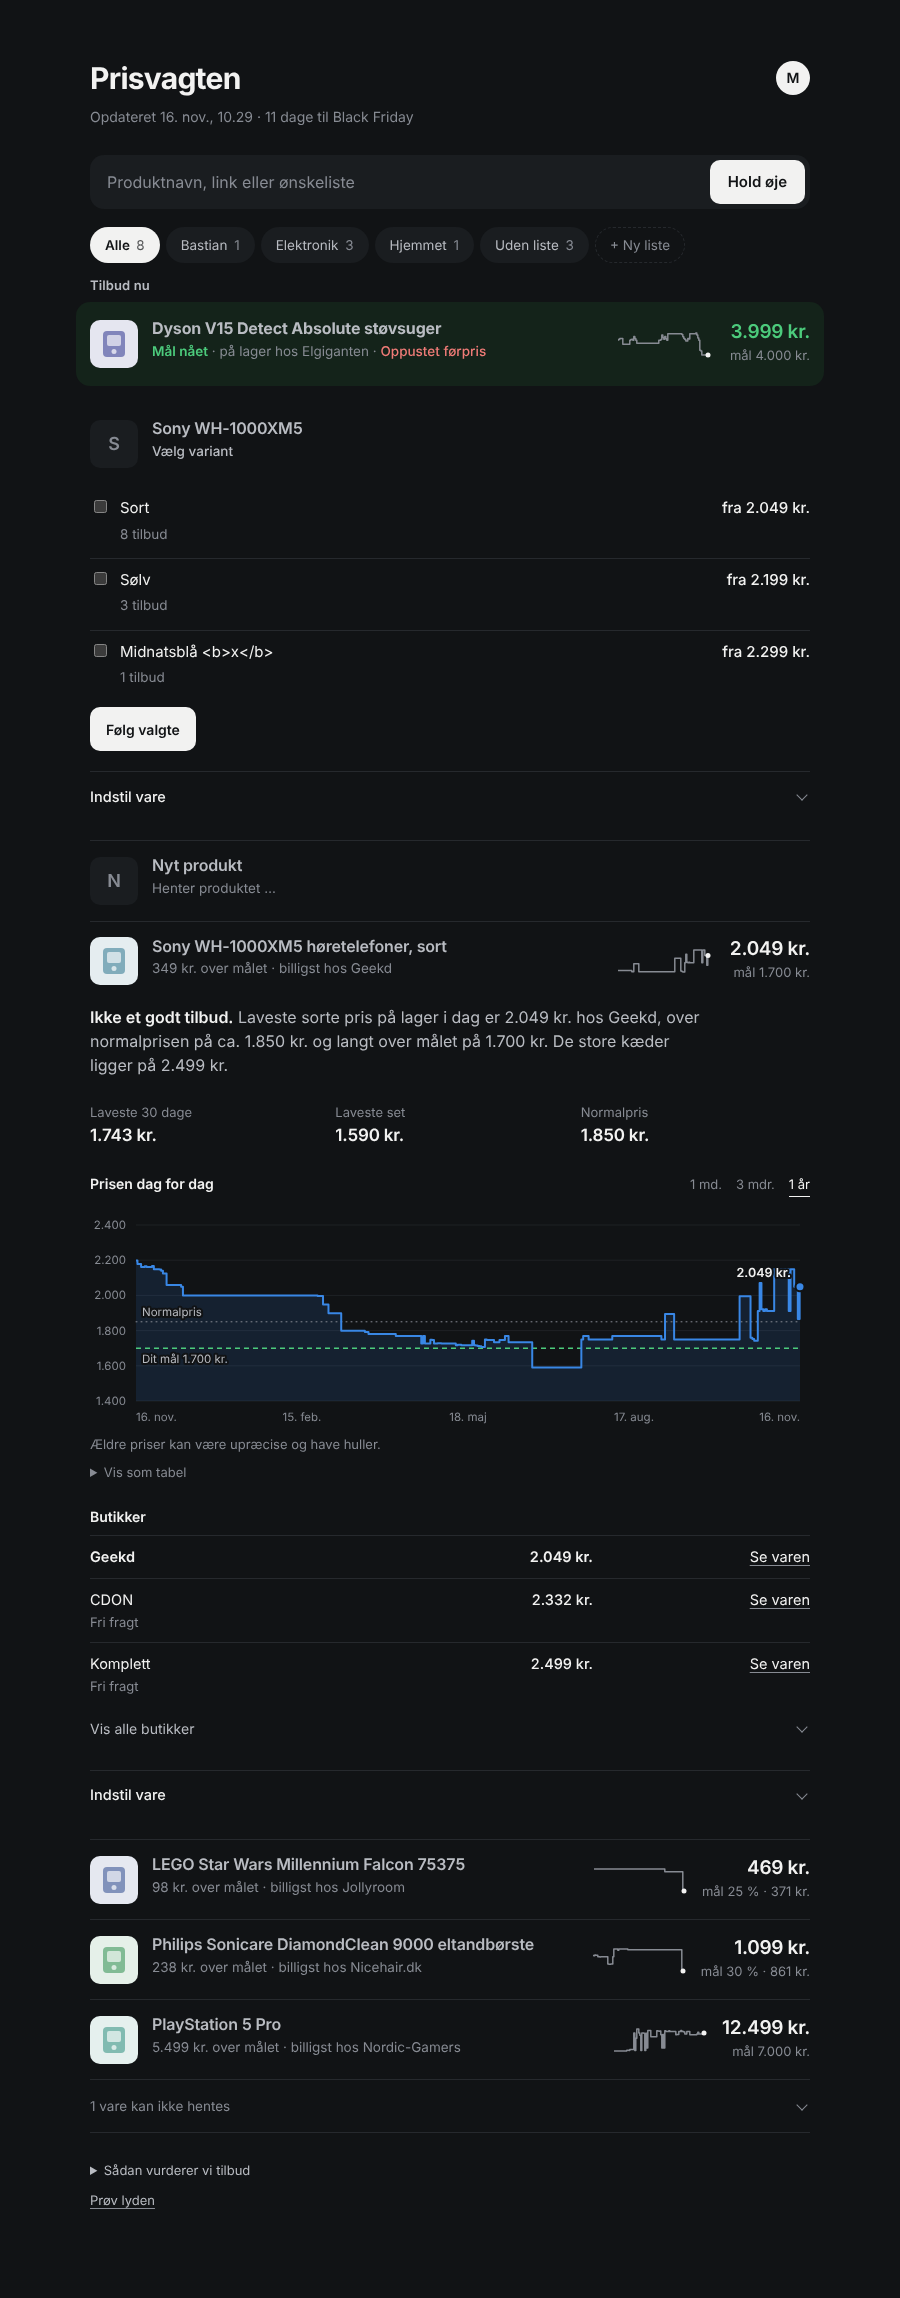 Prisvagten
M
Opdateret 16. nov., 10.29 · 11 dage til Black Friday
Produktnavn, link eller ønskeliste
Hold øje
Alle 8
Bastian 1
Elektronik 3
Hjemmet 1
Uden liste 3
+ Ny liste
Tilbud nu
Dyson V15 Detect Absolute støvsuger
3.999 kr.
Mål nået · på lager hos Elgiganten · Oppustet førpris
mål 4.000 kr.
S
Sony WH-1000XM5
Vælg variant
Sort
fra 2.049 kr.
8 tilbud
Sølv
fra 2.199 kr.
3 tilbud
Midnatsblå <b>x</b>
fra 2.299 kr.
1 tilbud
Følg valgte
Indstil vare
N
Nyt produkt
Henter produktet ...
Sony WH-1000XM5 høretelefoner, sort
2.049 kr.
349 kr. over målet · billigst hos Geekd
mål 1.700 kr.
Ikke et godt tilbud. Laveste sorte pris på lager i dag er 2.049 kr. hos Geekd, over
normalprisen på ca. 1.850 kr. og langt over målet på 1.700 kr. De store kæder
ligger på 2.499 kr.
Laveste 30 dage
Laveste set
Normalpris
1.743 kr.
1.590 kr.
1.850 kr.
Prisen dag for dag
1 md.
3 mdr.
1 år
2.400
2.200
2.049 kr.
2.000
Normalpris
1.800
Dit mål 1.700 kr.
1.600
1.400
16. nov.
15. feb.
18. maj
17. aug.
16. nov.
Ældre priser kan være upræcise og have huller.
Vis som tabel
Butikker
Geekd
2.049 kr.
Se varen
CDON
2.332 kr.
Se varen
Fri fragt
Komplett
2.499 kr.
Se varen
Fri fragt
Vis alle butikker
Indstil vare
LEGO Star Wars Millennium Falcon 75375
469 kr.
98 kr. over målet · billigst hos Jollyroom
mål 25 % · 371 kr.
Philips Sonicare DiamondClean 9000 eltandbørste
1.099 kr.
238 kr. over målet · billigst hos Nicehair.dk
mål 30 % · 861 kr.
PlayStation 5 Pro
12.499 kr.
5.499 kr. over målet · billigst hos Nordic-Gamers
mål 7.000 kr.
1 vare kan ikke hentes
Sådan vurderer vi tilbud
Prøv lyden